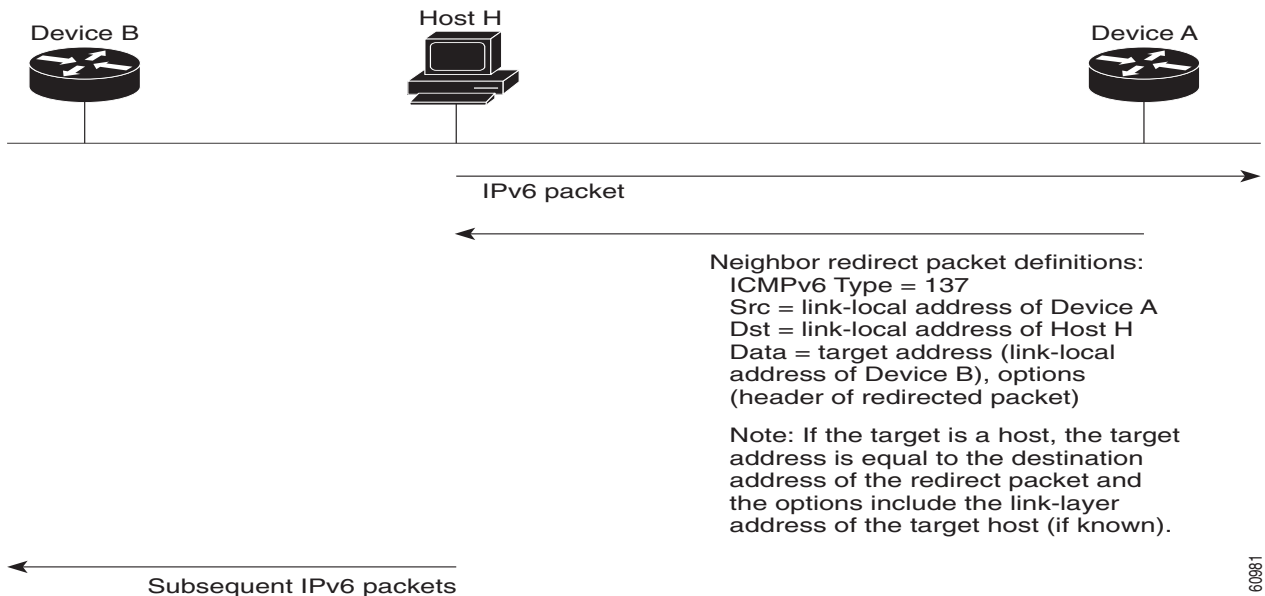 Device B
Host H
Device A
IPv6 packet
Neighbor redirect packet definitions:
ICMPv6 Type = 137
Src = link-local address of Device A
Dst = link-local address of Host H
Data = target address (link-local
address of Device B), options
(header of redirected packet)
Note: If the target is a host, the target
address is equal to the destination
address of the redirect packet and
the options include the link-layer
address of the target host (if known).
Subsequent IPv6 packets
60981